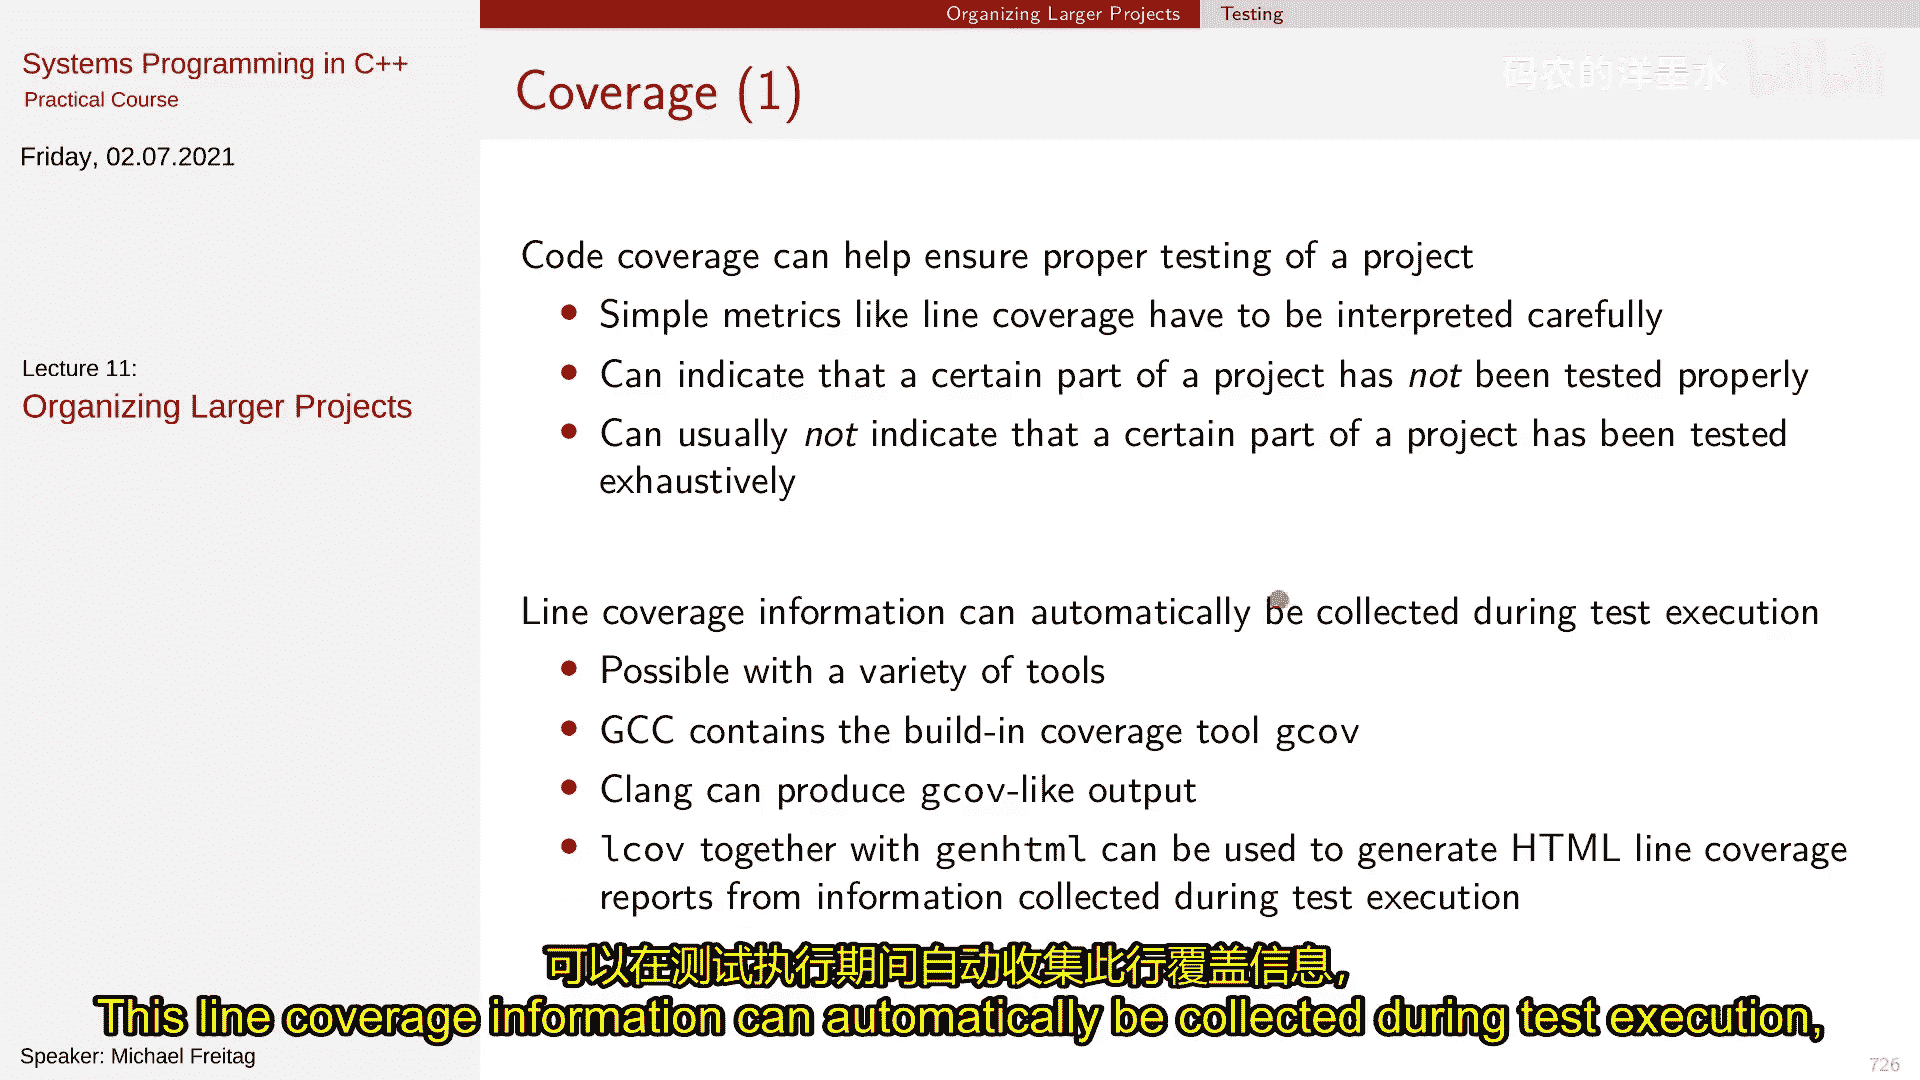 Organizing Larger Projects
Testing
Systems Programming in C++
Practical Course
Friday, 02.07.2021
Coverage (1)
码农的洋墨水 bilibili
Code coverage can help ensure proper testing of a project
Simple metrics like line coverage have to be interpreted carefully
Can indicate that a certain part of a project has not been tested properly
Can usually not indicate that a certain part of a project has been tested
exhaustively
Lecture 11:
Organizing Larger Projects
Line coverage information can automatically be collected during test execution
Possible with a variety of tools
GCC contains the build-in coverage tool gcov
Clang can produce gcov-like output
lcov together with genhtml can be used to generate HTML line coverage
reports from information collected during test execution
可以在测试执行期间自动收集此行覆盖信息,
This line coverage information can automatically be collected during test execution,
Speaker: Michael Freitag
726